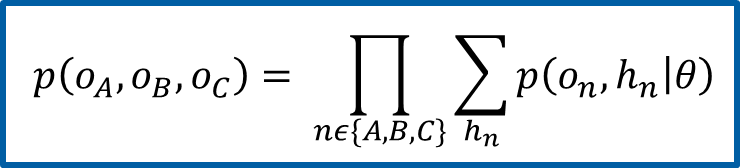 p(o_A, o_B, o_C) = ∏_{n ϵ {A,B,C}} ∑_{h_n} p(o_n, h_n|θ)